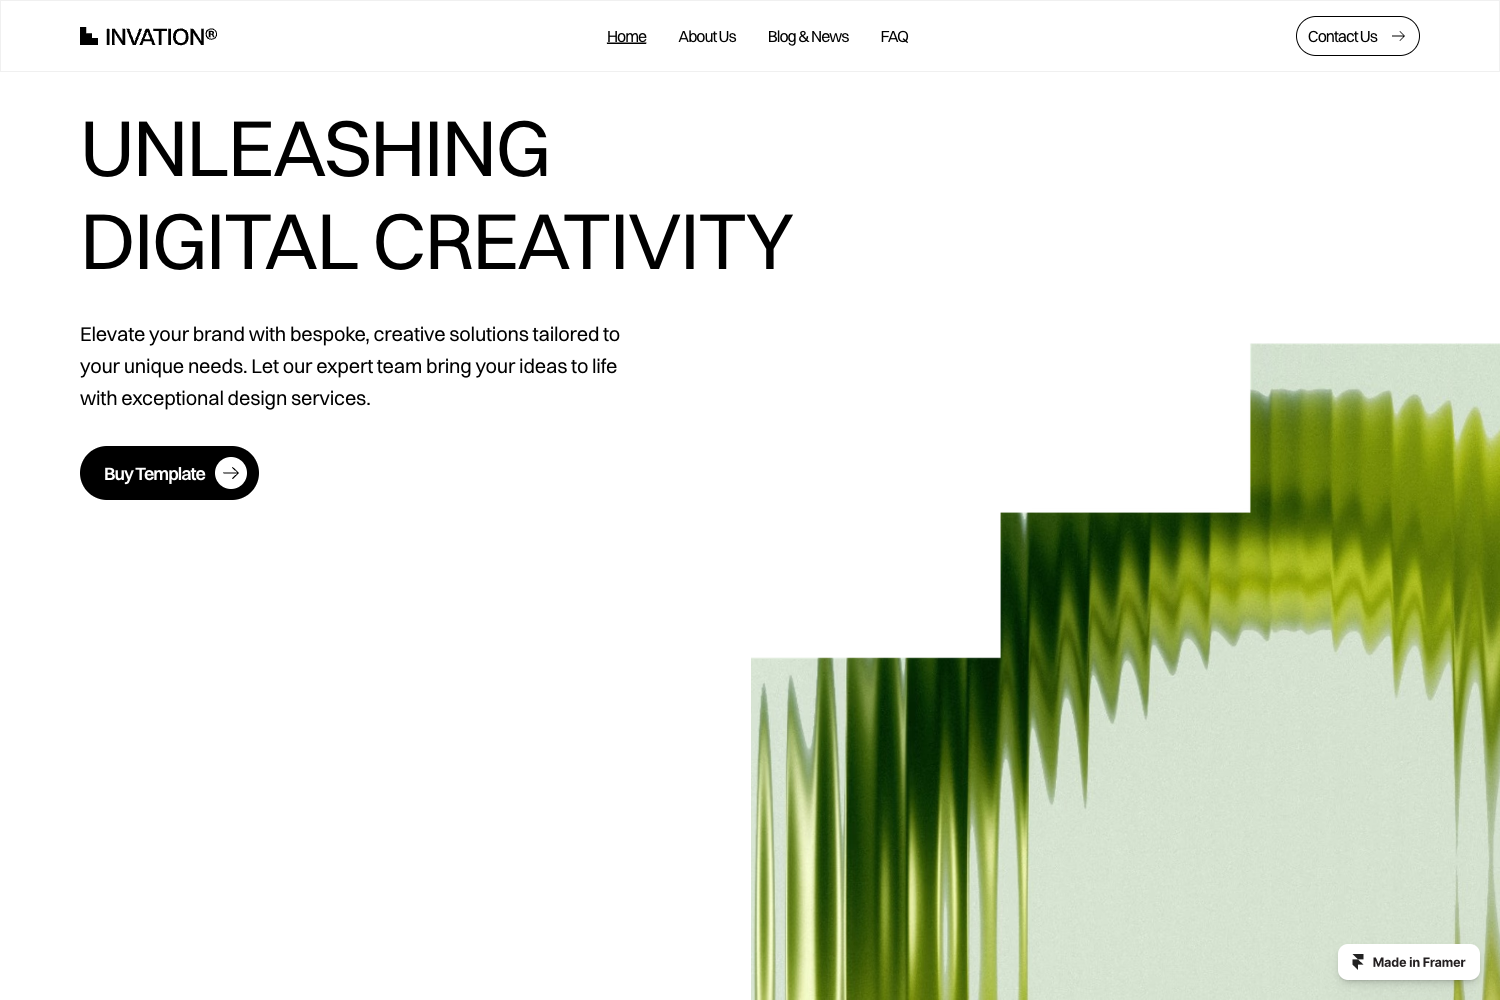 INVATION®
Home
About Us
Blog & News
FAQ
Contact Us
UNLEASHING
DIGITAL CREATIVITY
Elevate your brand with bespoke, creative solutions tailored to
your unique needs. Let our expert team bring your ideas to life
with exceptional design services.
Buy Template
Made in Framer